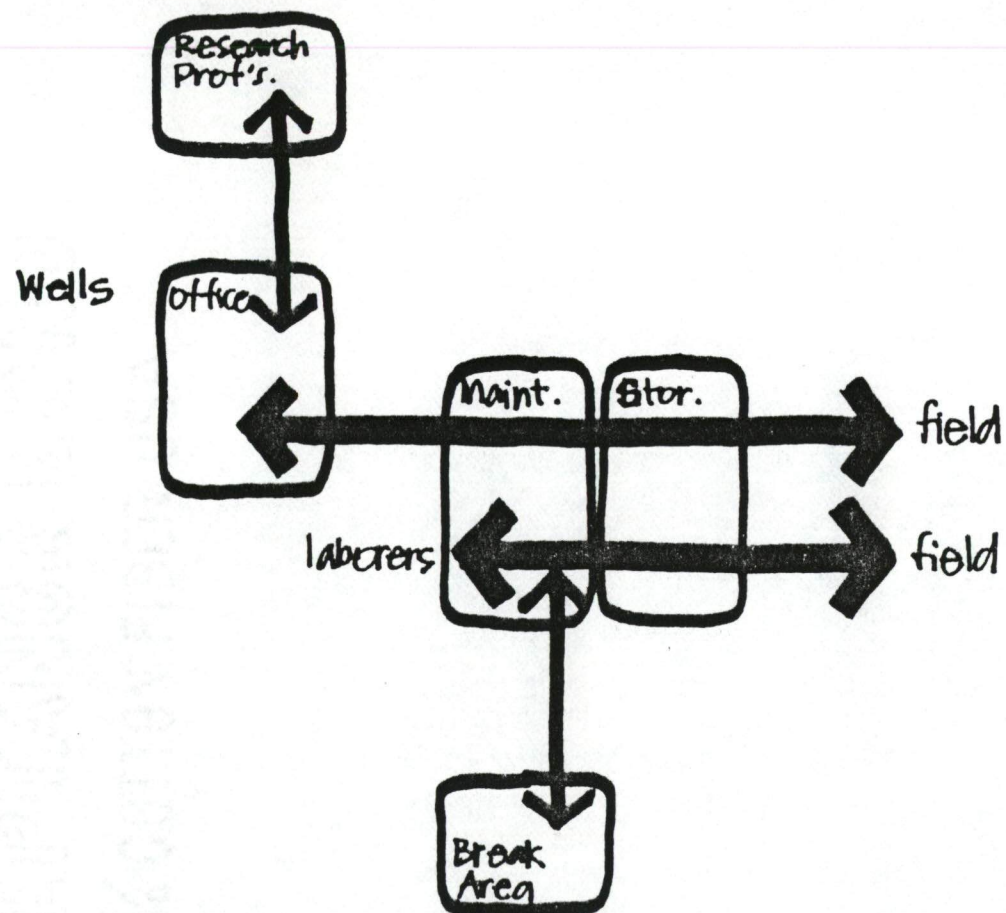 Research
Prof's.
Wells
office
Maint.
Stor.
field
laborers
field
Break
Area